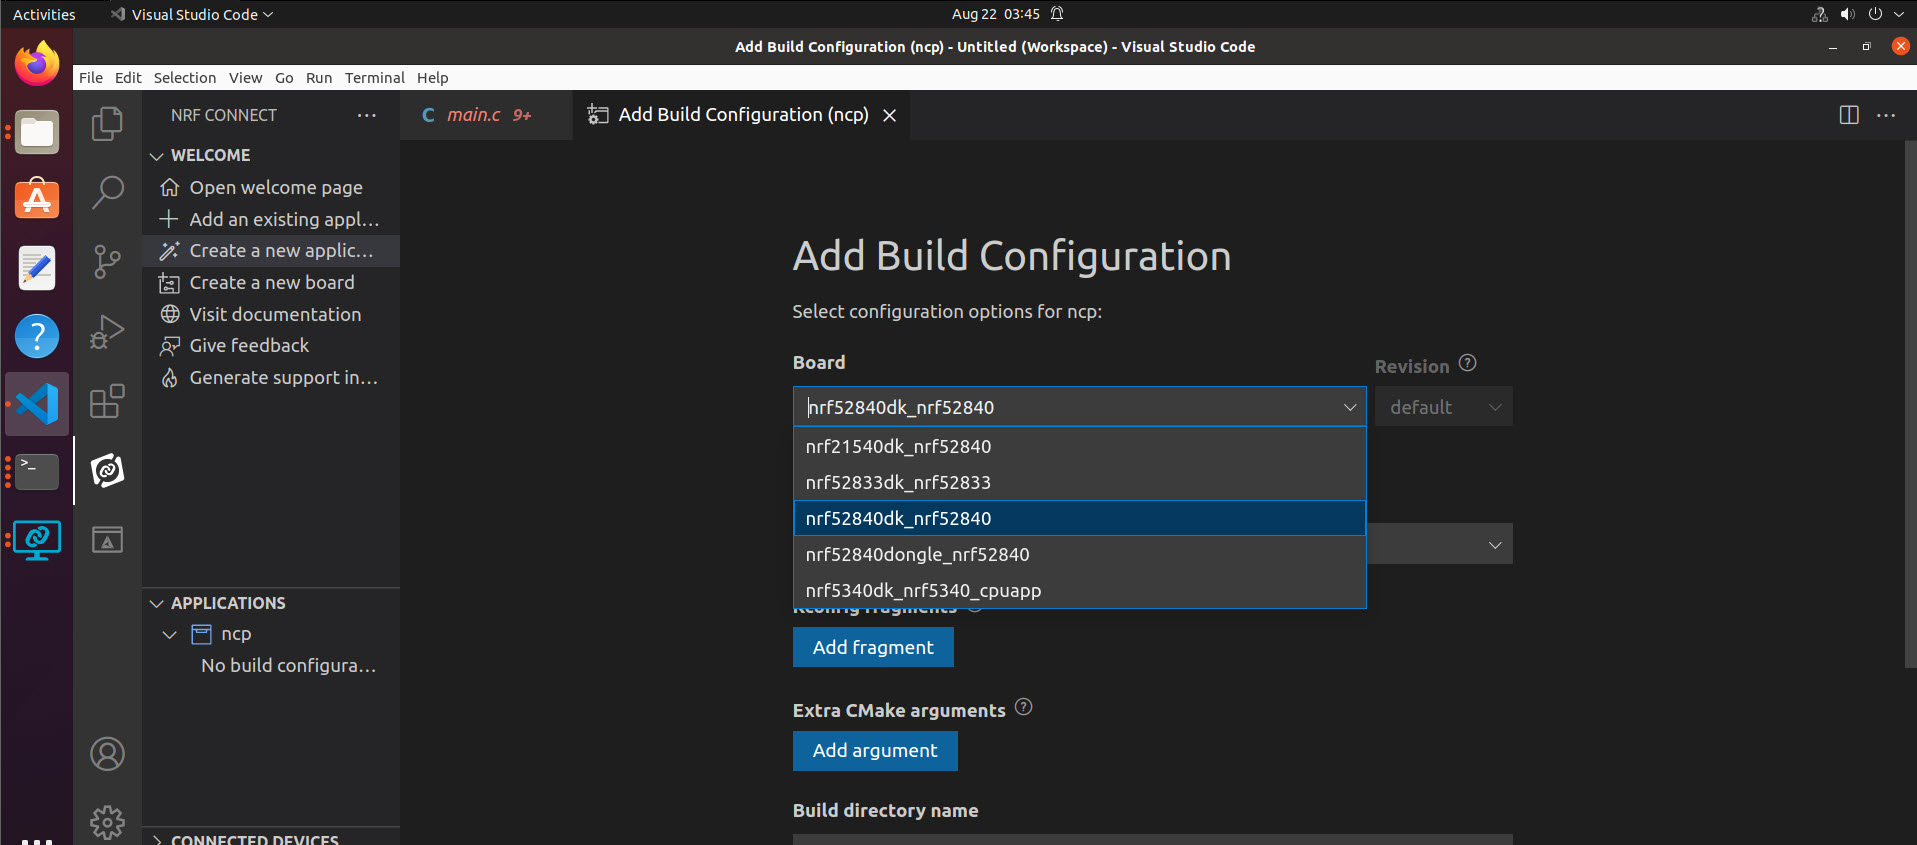 Activities Visual Studio Code Aug 22 03:45
Add Build Configuration (ncp) - Untitled (Workspace) - Visual Studio Code
File Edit Selection View Go Run Terminal Help
NRF CONNECT
main.c 9+ Add Build Configuration (ncp)
WELCOME
Open welcome page
Add an existing appl...
Create a new applic...
Create a new board
Visit documentation
Give feedback
Generate support in...
Add Build Configuration
Select configuration options for ncp:
Board
Revision
nrf52840dk_nrf52840
default
nrf21540dk_nrf52840
nrf52833dk_nrf52833
nrf52840dk_nrf52840
nrf52840dongle_nrf52840
nrf5340dk_nrf5340_cpuapp
Kconfig fragments
Add fragment
Extra CMake arguments
Add argument
Build directory name
APPLICATIONS
ncp
No build configura...
CONNECTED DEVICES